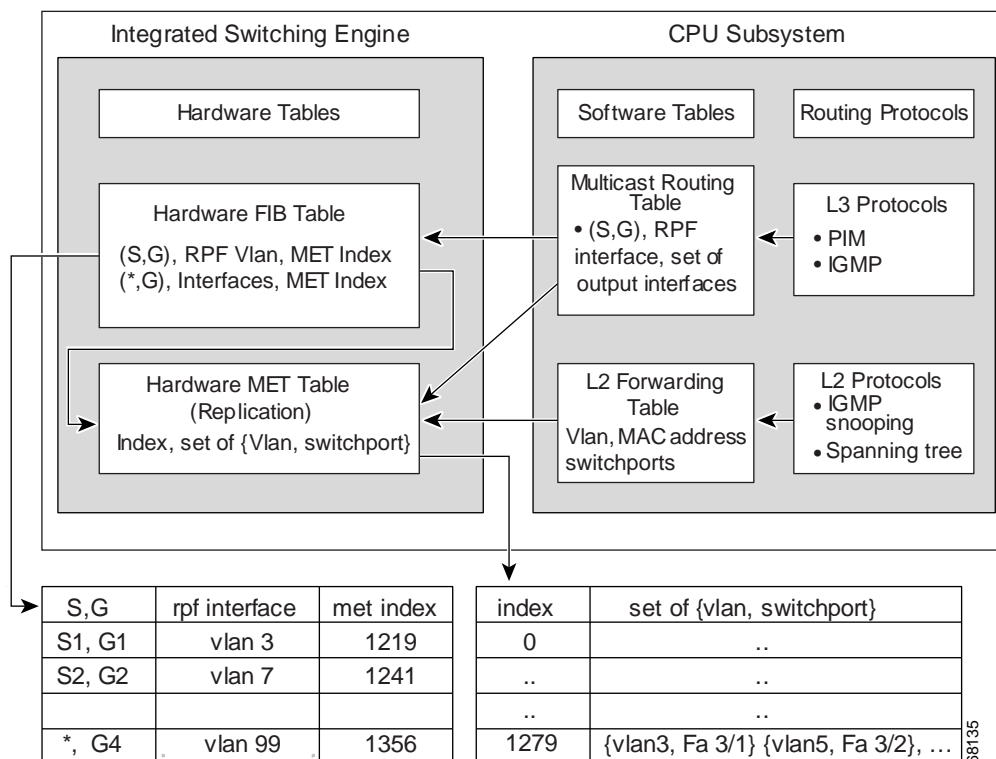 Integrated Switching Engine
CPU Subsystem
Hardware Tables
Software Tables
Routing Protocols
Hardware FIB Table
(S,G), RPF Vlan, MET Index
(*,G), Interfaces, MET Index
Multicast Routing
Table
• (S,G), RPF
interface, set of
output interfaces
L3 Protocols
• PIM
• IGMP
Hardware MET Table
(Replication)
Index, set of {Vlan, switchport}
L2 Forwarding
Table
Vlan, MAC address
switchports
L2 Protocols
• IGMP
snooping
• Spanning tree
S,G rpf interface met index
S1, G1 vlan 3 1219
S2, G2 vlan 7 1241
*, G4 vlan 99 1356
index set of {vlan, switchport}
0 ..
.. ..
.. ..
1279 {vlan3, Fa 3/1} {vlan5, Fa 3/2}, ...